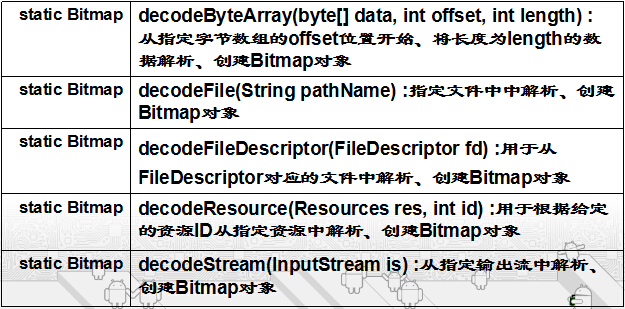 static Bitmap
decodeByteArray(byte[] data, int offset, int length) :
从指定字节数组的offset位置开始、将长度为length的数
据解析、创建Bitmap对象
static Bitmap
decodeFile(String pathName) :指定文件中中解析、创建
Bitmap对象
static Bitmap
decodeFileDescriptor(FileDescriptor fd) :用于从
FileDescriptor对应的文件中解析、创建Bitmap对象
static Bitmap
decodeResource(Resources res, int id) :用于根据给定
的资源ID从指定资源中解析、创建Bitmap对象
static Bitmap
decodeStream(InputStream is) :从指定输出流中解析、
创建Bitmap对象